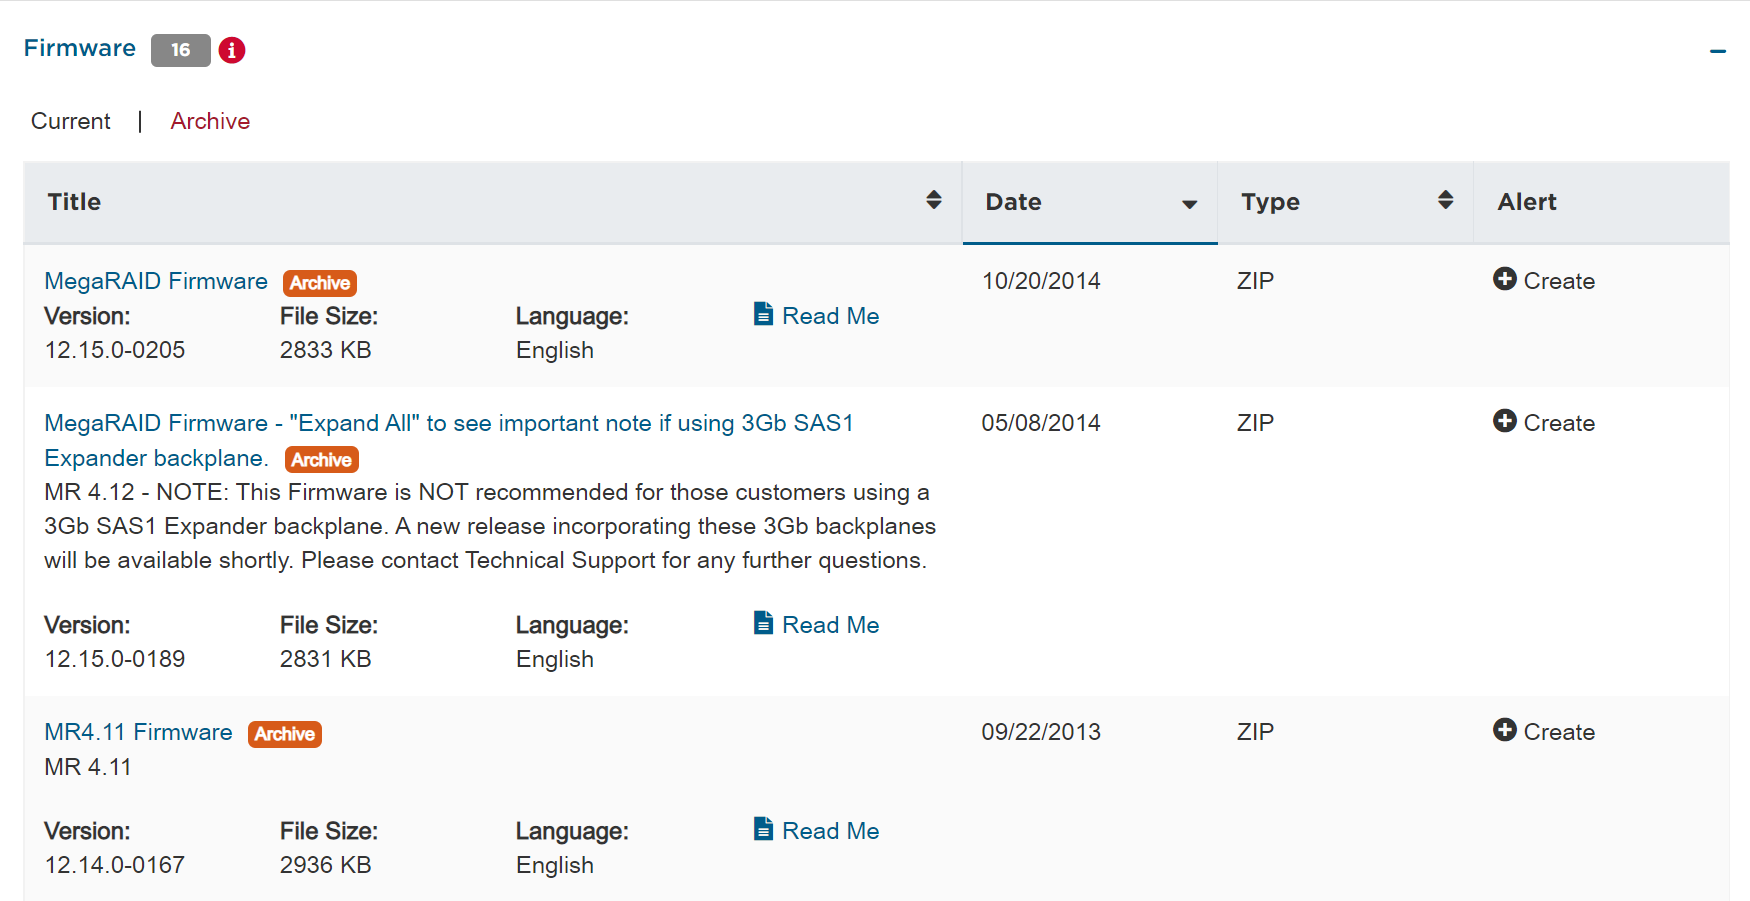 Firmware 16
Current | Archive
Title Date Type Alert
MegaRAID Firmware Archive 10/20/2014 ZIP Create
Version: File Size: Language: Read Me
12.15.0-0205 2833 KB English
MegaRAID Firmware - "Expand All" to see important note if using 3Gb SAS1 05/08/2014 ZIP Create
Expander backplane. Archive
MR 4.12 - NOTE: This Firmware is NOT recommended for those customers using a
3Gb SAS1 Expander backplane. A new release incorporating these 3Gb backplanes
will be available shortly. Please contact Technical Support for any further questions.
Version: File Size: Language: Read Me
12.15.0-0189 2831 KB English
MR4.11 Firmware Archive 09/22/2013 ZIP Create
MR 4.11
Version: File Size: Language: Read Me
12.14.0-0167 2936 KB English